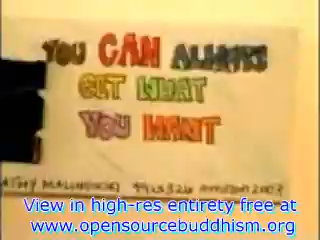 YOU CAN ALWAYS
GET WHAT
YOU WANT
View in high-res entirety free at
www.opensourcebuddhism.org